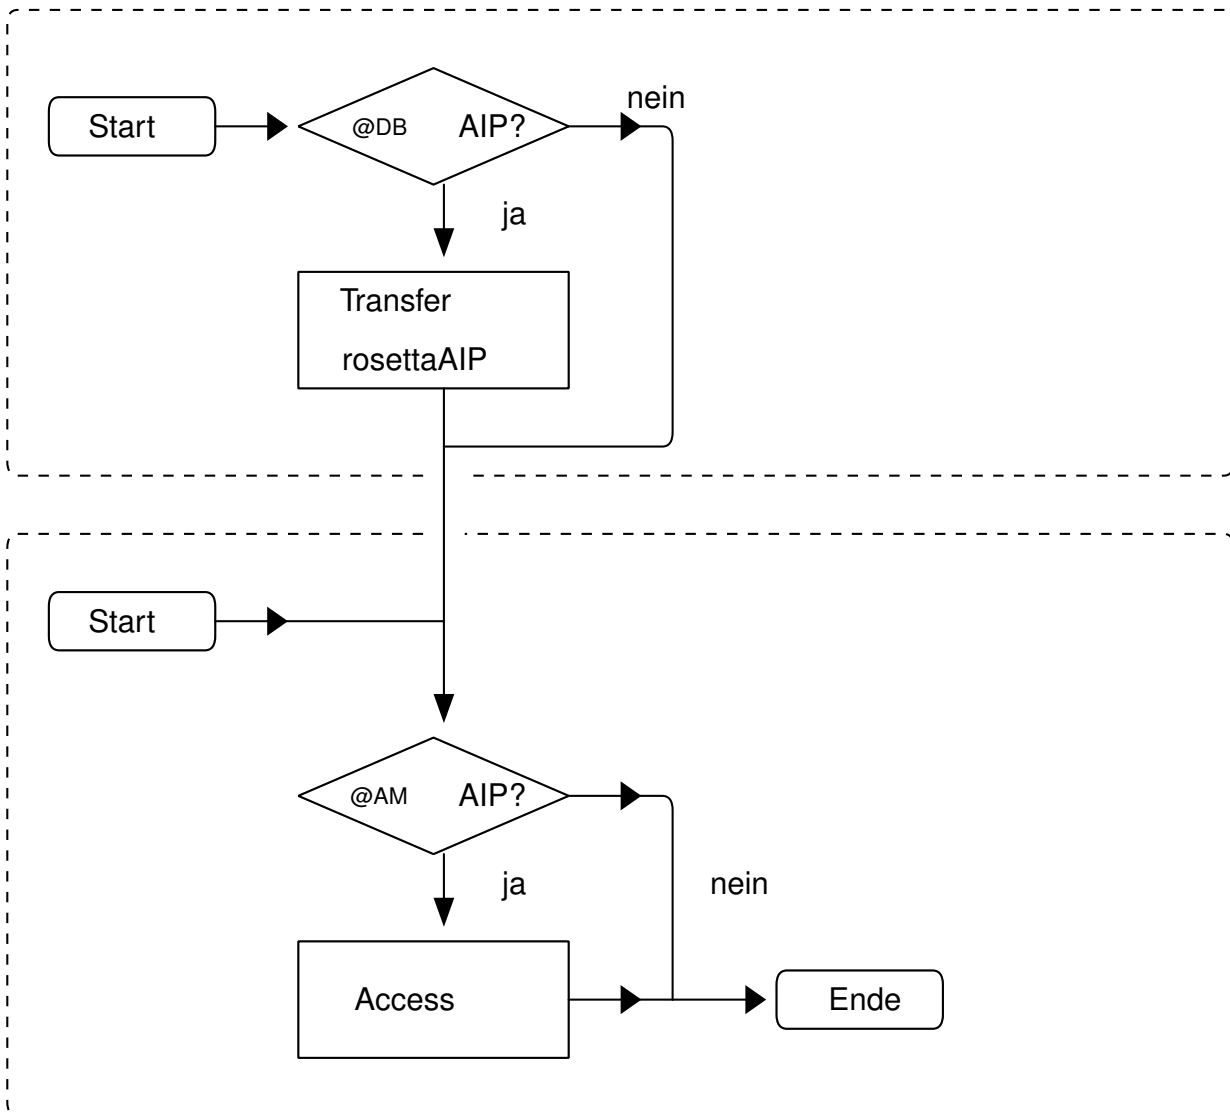 nein
Start
@DB AIP?
ja
Transfer
rosettaAIP
Start
@AM AIP?
ja
nein
Access
Ende